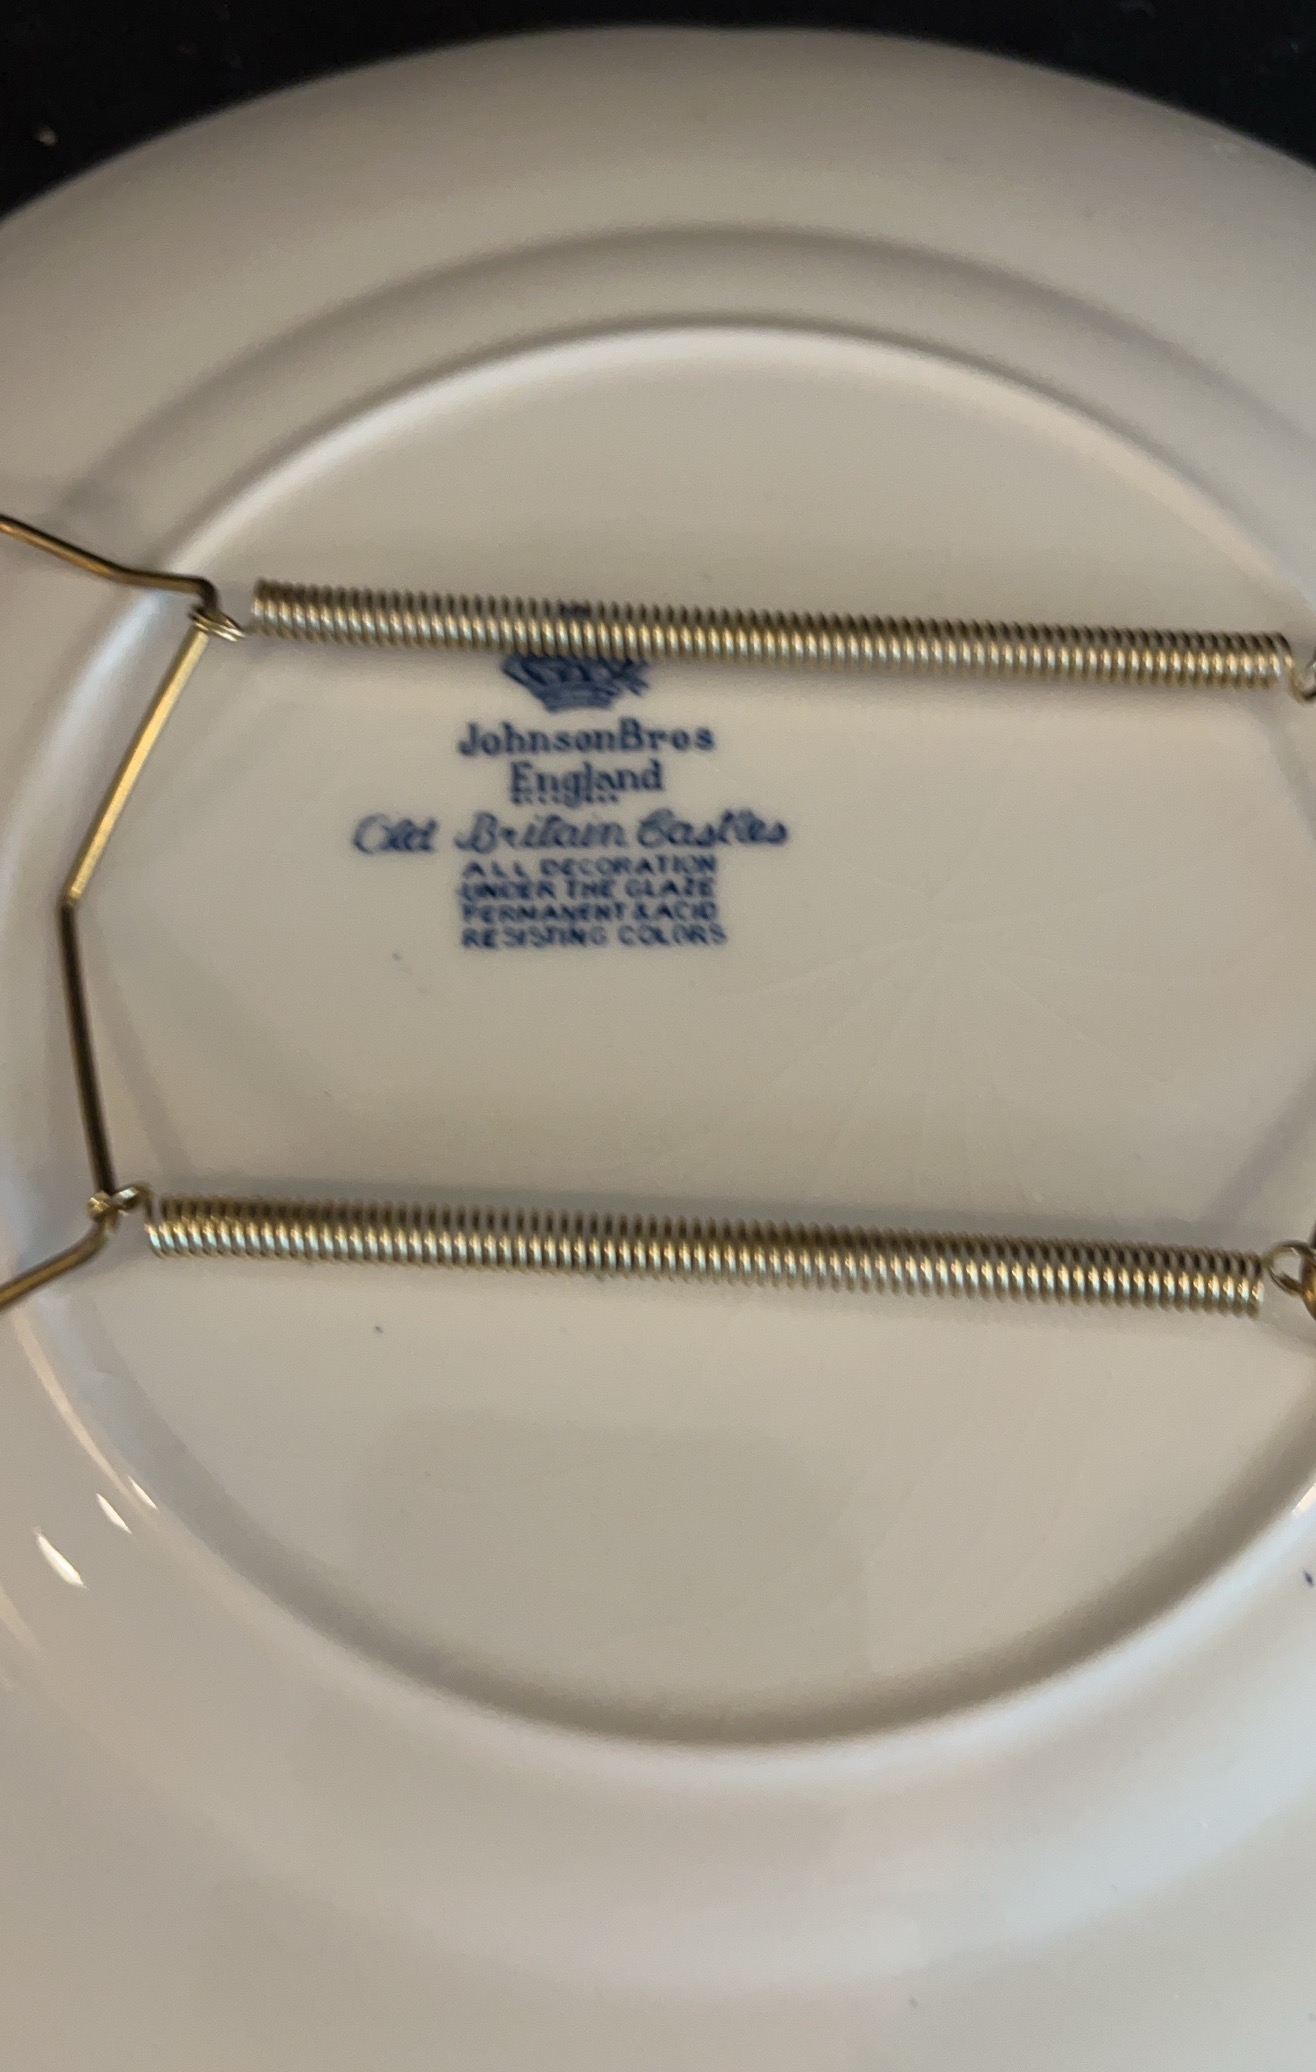 JohnsonBros
England
Old Britain Castles
ALL DECORATION
UNDER THE GLAZE
PERMANENT & ACID
RESISTING COLORS